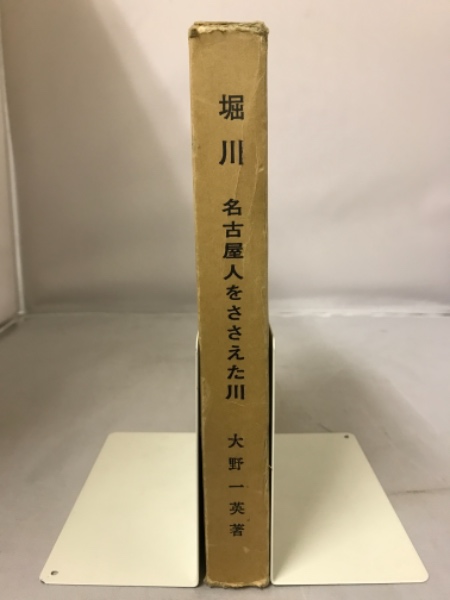 堀川
名古屋人をささえた川
大野一英著